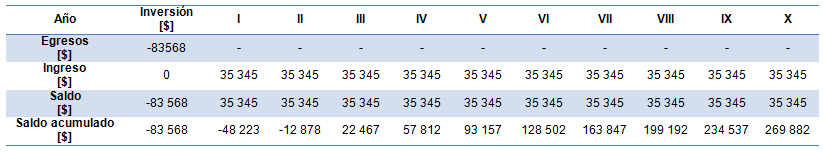 Año Inversión [$] I II III IV V VI VII VIII IX X
Egresos [$] -83568 - - - - - - - - - -
Ingreso [$] 0 35 345 35 345 35 345 35 345 35 345 35 345 35 345 35 345 35 345 35 345
Saldo [$] -83 568 35 345 35 345 35 345 35 345 35 345 35 345 35 345 35 345 35 345 35 345
Saldo acumulado [$] -83 568 -48 223 -12 878 22 467 57 812 93 157 128 502 163 847 199 192 234 537 269 882